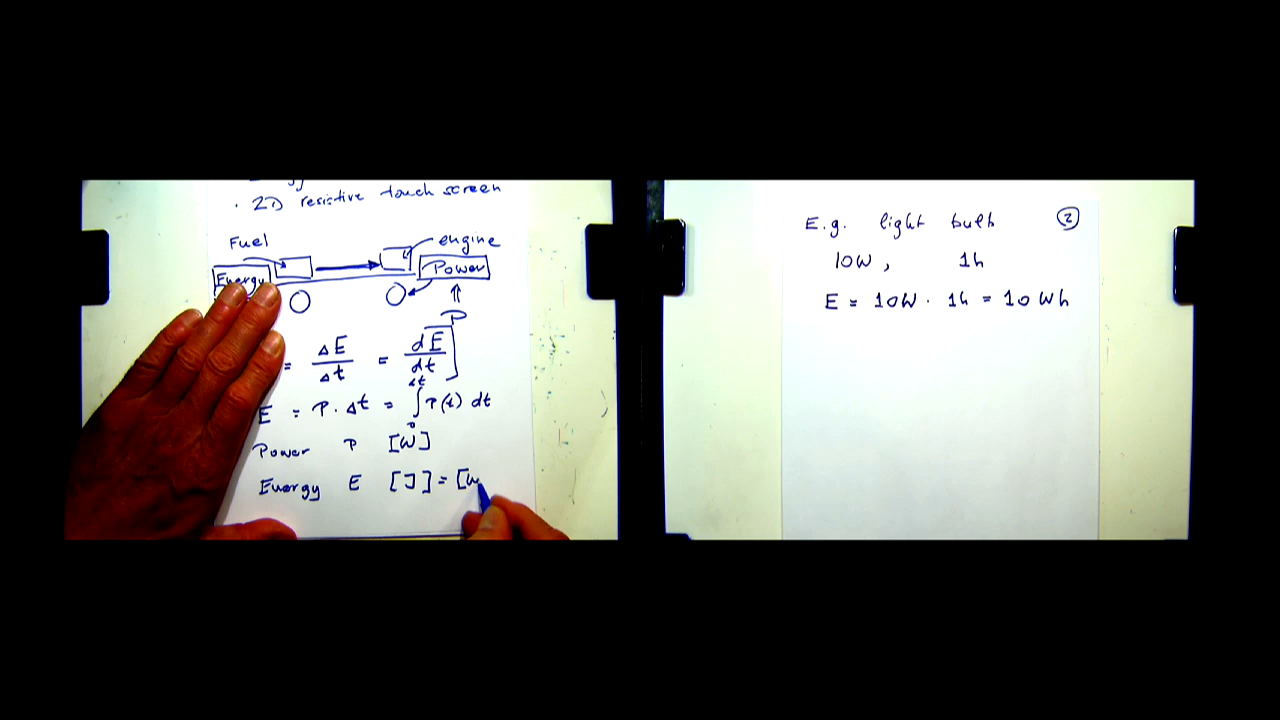 · 2D resistive touch screen
Fuel
engine
Energy
Power
P
= ΔE/Δt = dE/dt
E = P · Δt = ∫₀^Δt P(t) dt
Power P [W]
Energy E [J] = [W
E.g. light bulb
2
10W, 1h
E = 10W · 1h = 10 Wh